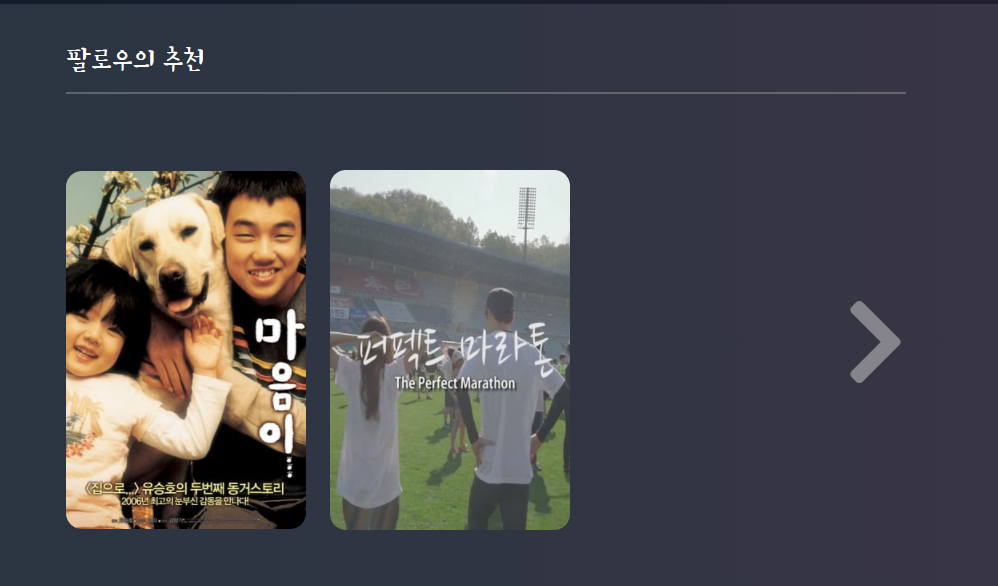 팔로우의 추천
마음이...
〈집으로...〉 유승호의 두번째 동거스토리
2006년 최고의 눈부신 감동을 만나다!
퍼펙트 마라톤
The Perfect Marathon